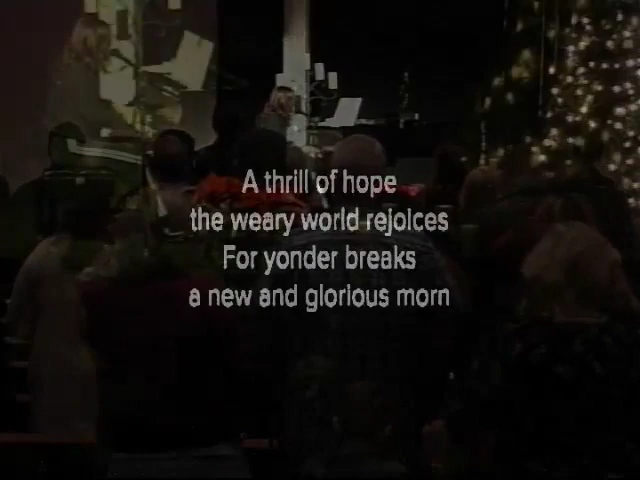 A thrill of hope
the weary world rejoices
For yonder breaks
a new and glorious morn